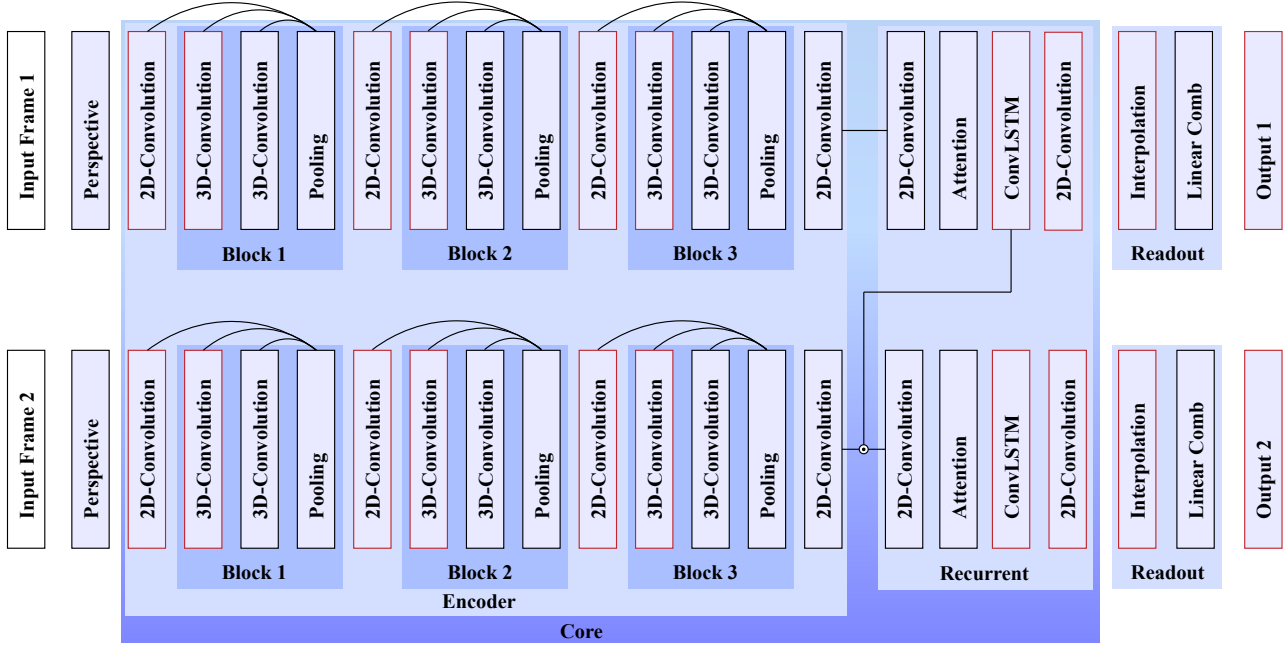 Input Frame 1
Perspective
2D-Convolution
3D-Convolution
3D-Convolution
Pooling
Block 1
2D-Convolution
3D-Convolution
3D-Convolution
Pooling
Block 2
2D-Convolution
3D-Convolution
3D-Convolution
Pooling
Block 3
2D-Convolution
2D-Convolution
Attention
ConvLSTM
2D-Convolution
Interpolation
Linear Comb
Readout
Output 1
Input Frame 2
Perspective
2D-Convolution
3D-Convolution
3D-Convolution
Pooling
Block 1
2D-Convolution
3D-Convolution
3D-Convolution
Pooling
Block 2
2D-Convolution
3D-Convolution
3D-Convolution
Pooling
Block 3
2D-Convolution
2D-Convolution
Attention
ConvLSTM
2D-Convolution
Recurrent
Interpolation
Linear Comb
Readout
Output 2
Encoder
Core